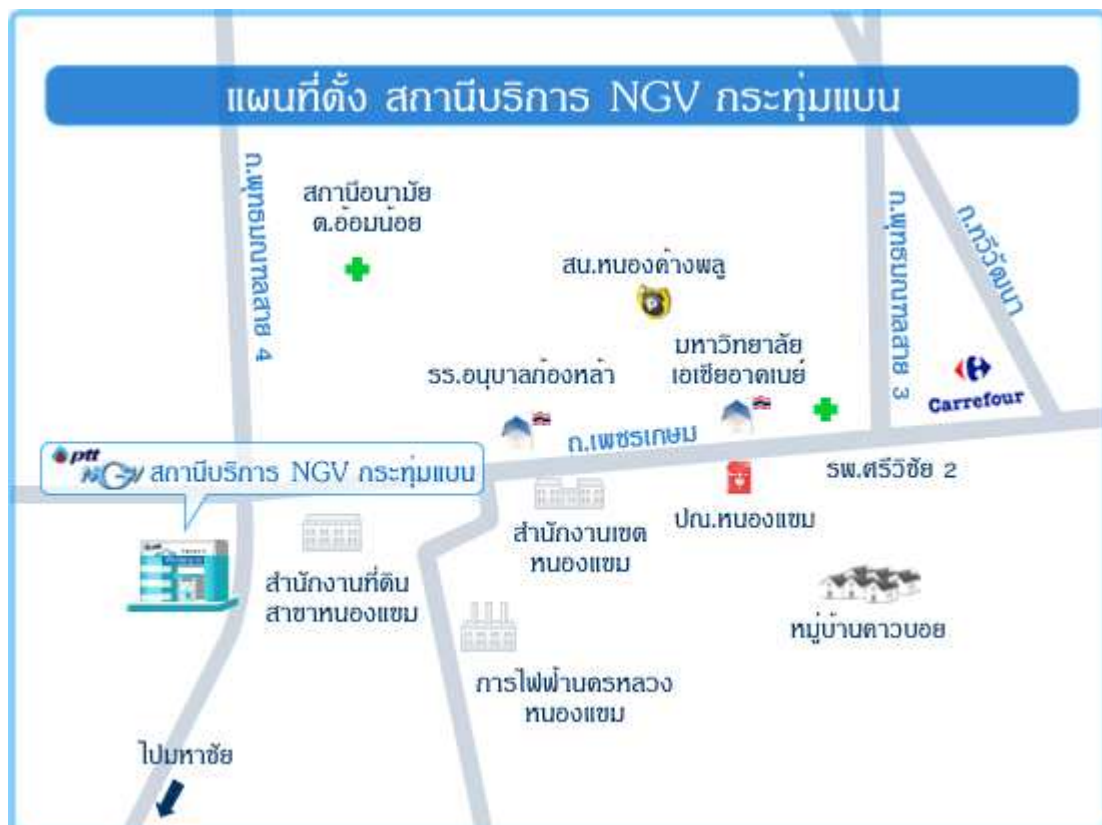 แผนที่ตั้ง สถานีบริการ NGV กระทุ่มแบน
ถ.พุทธมณฑลสาย 4
สถานีอนามัย
ต.อ้อมน้อย
สน.หนองค้างพลู
ถ.พุทธมณฑลสาย 3
ถ.ทวีวัฒนา
มหาวิทยาลัย
เอเชียอาคเนย์
รร.อนุบาลก้องหล้า
Carrefour
ถ.เพชรเกษม
ptt
NGV สถานีบริการ NGV กระทุ่มแบน
รพ.ศรีวิชัย 2
ปณ.หนองแขม
สำนักงานเขต
หนองแขม
สำนักงานที่ดิน
สาขาหนองแขม
หมู่บ้านดาวบอย
การไฟฟ้านครหลวง
หนองแขม
ไปมหาชัย